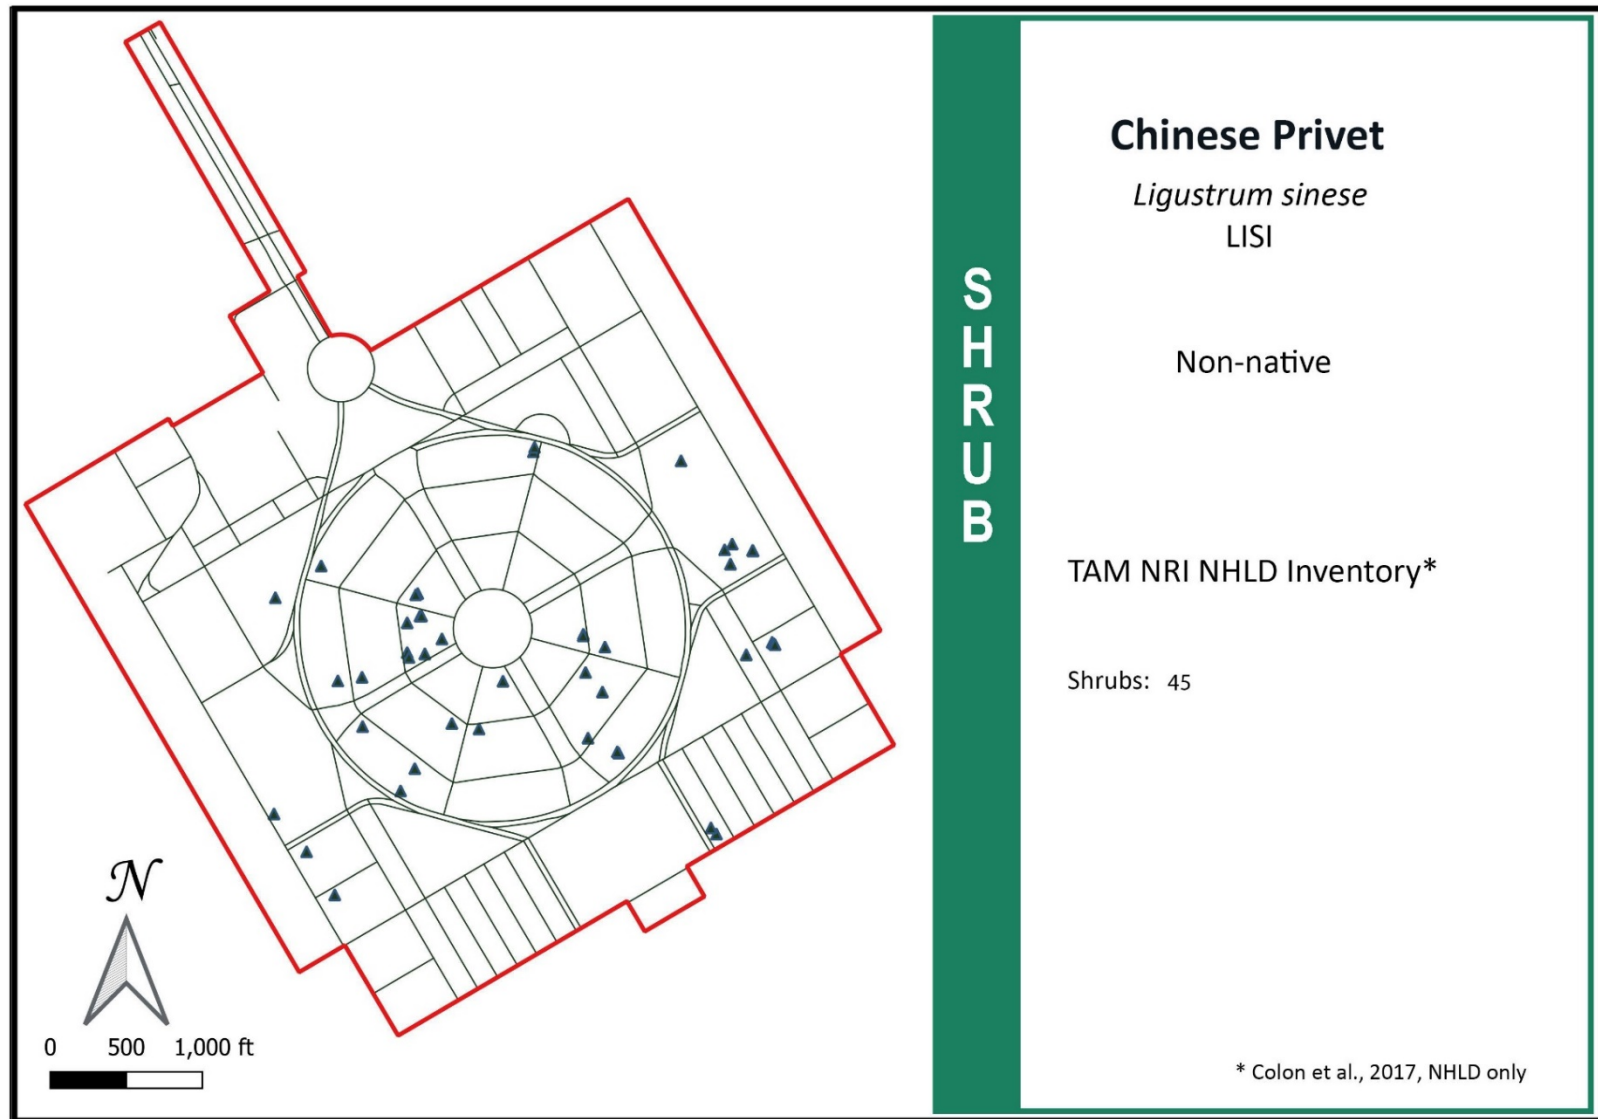 Chinese Privet
Ligustrum sinese
LISI
Non-native
TAM NRI NHLD Inventory*
Shrubs: 45
* Colon et al., 2017, NHLD only
S
H
R
U
B
N
0 500 1,000 ft